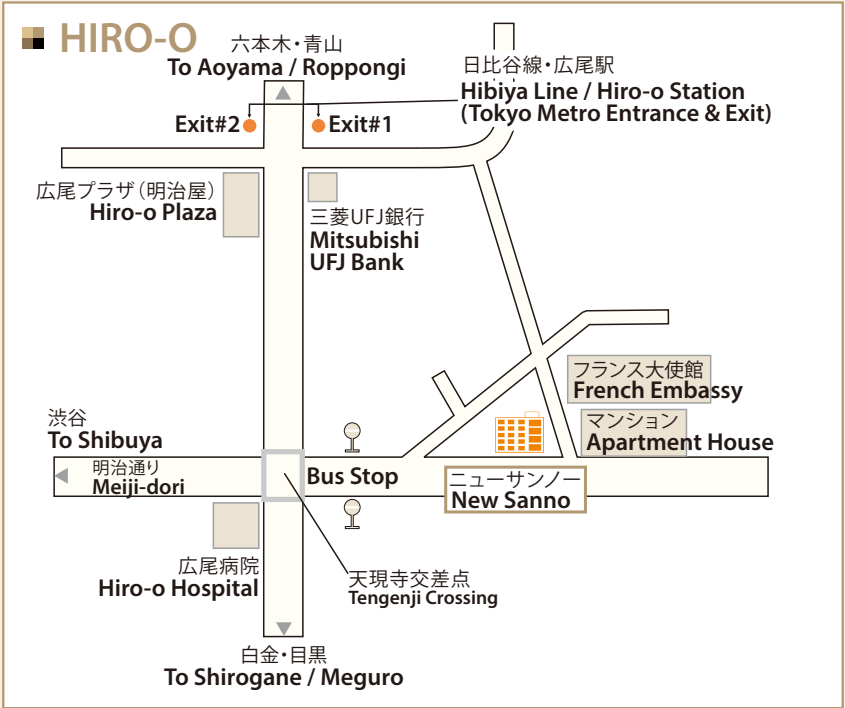 HIRO-O
六本木・青山
To Aoyama / Roppongi
日比谷線・広尾駅
Hibiya Line / Hiro-o Station
(Tokyo Metro Entrance & Exit)
Exit#2
Exit#1
広尾プラザ(明治屋)
Hiro-o Plaza
三菱UFJ銀行
Mitsubishi
UFJ Bank
フランス大使館
French Embassy
マンション
Apartment House
渋谷
To Shibuya
明治通り
Meiji-dori
Bus Stop
ニューサンノー
New Sanno
広尾病院
Hiro-o Hospital
天現寺交差点
Tengenji Crossing
白金・目黒
To Shirogane / Meguro